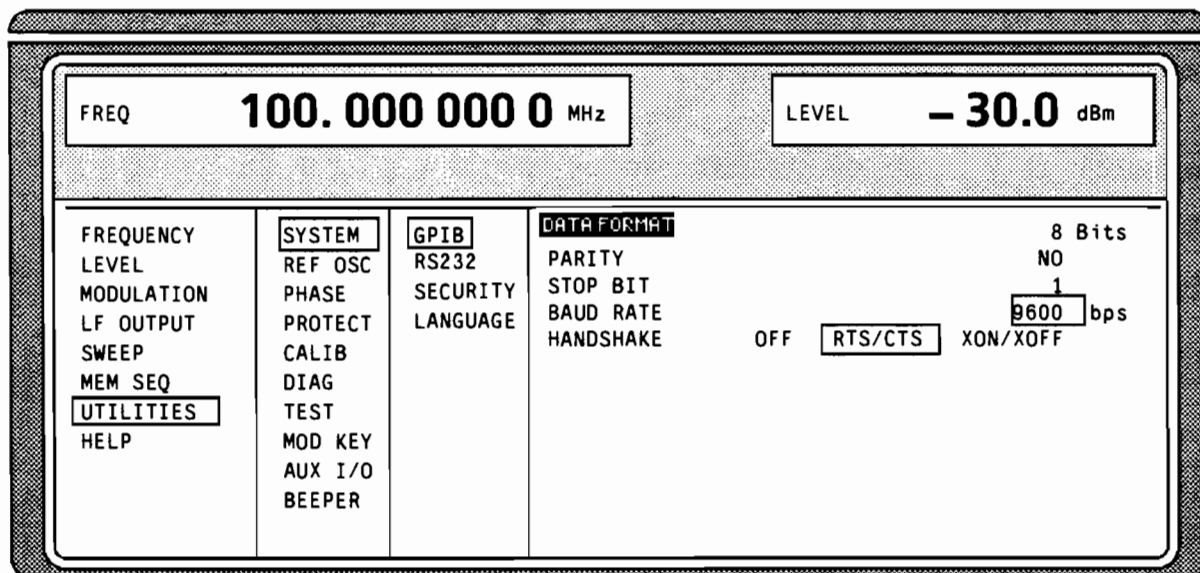 FREQ 100. 000 000 0 MHz
LEVEL – 30.0 dBm
FREQUENCY
LEVEL
MODULATION
LF OUTPUT
SWEEP
MEM SEQ
UTILITIES
HELP
SYSTEM
REF OSC
PHASE
PROTECT
CALIB
DIAG
TEST
MOD KEY
AUX I/O
BEEPER
GPIB
RS232
SECURITY
LANGUAGE
DATA FORMAT 8 Bits
PARITY NO
STOP BIT 1
BAUD RATE 9600 bps
HANDSHAKE OFF RTS/CTS XON/XOFF